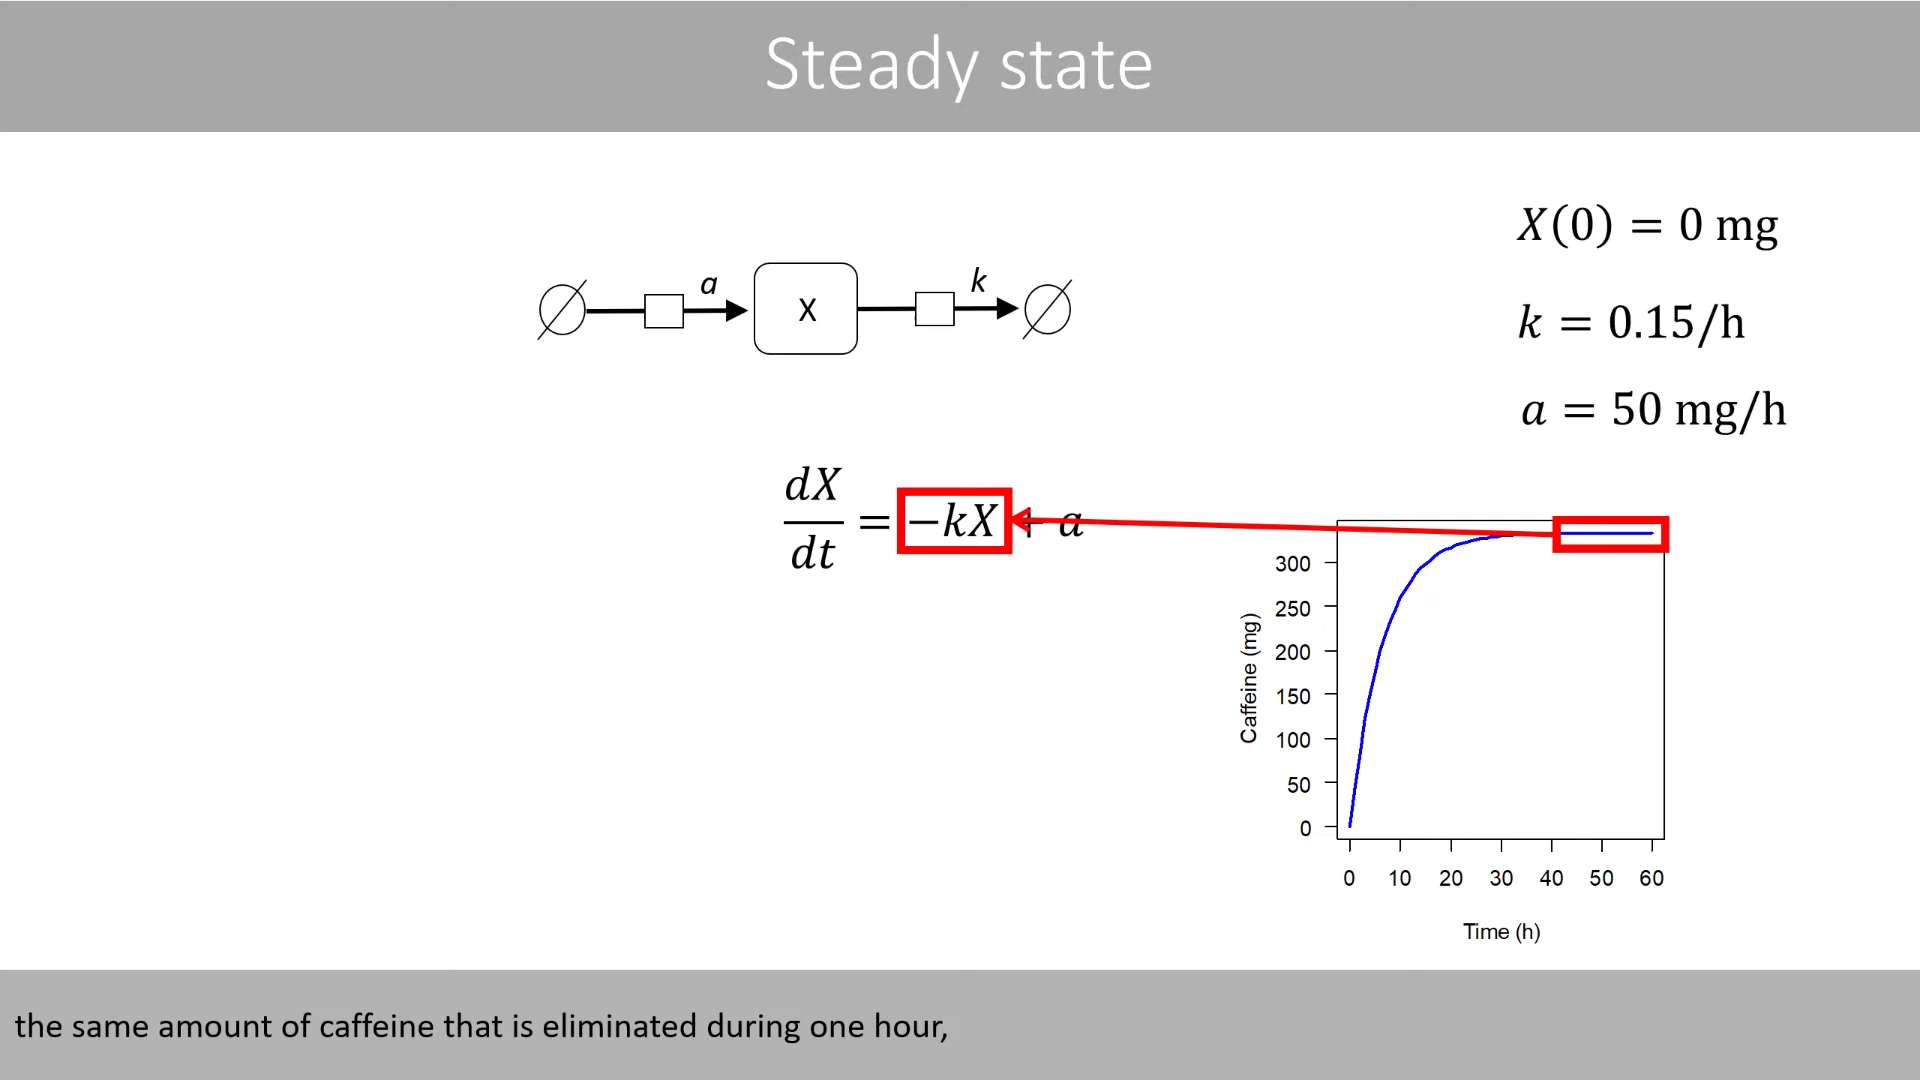 Steady state
X(0) = 0 mg
k = 0.15/h
a = 50 mg/h
∅ a X k ∅
dX/dt = −kX + a
Caffeine (mg)
300
250
200
150
100
50
0
0 10 20 30 40 50 60
Time (h)
the same amount of caffeine that is eliminated during one hour,